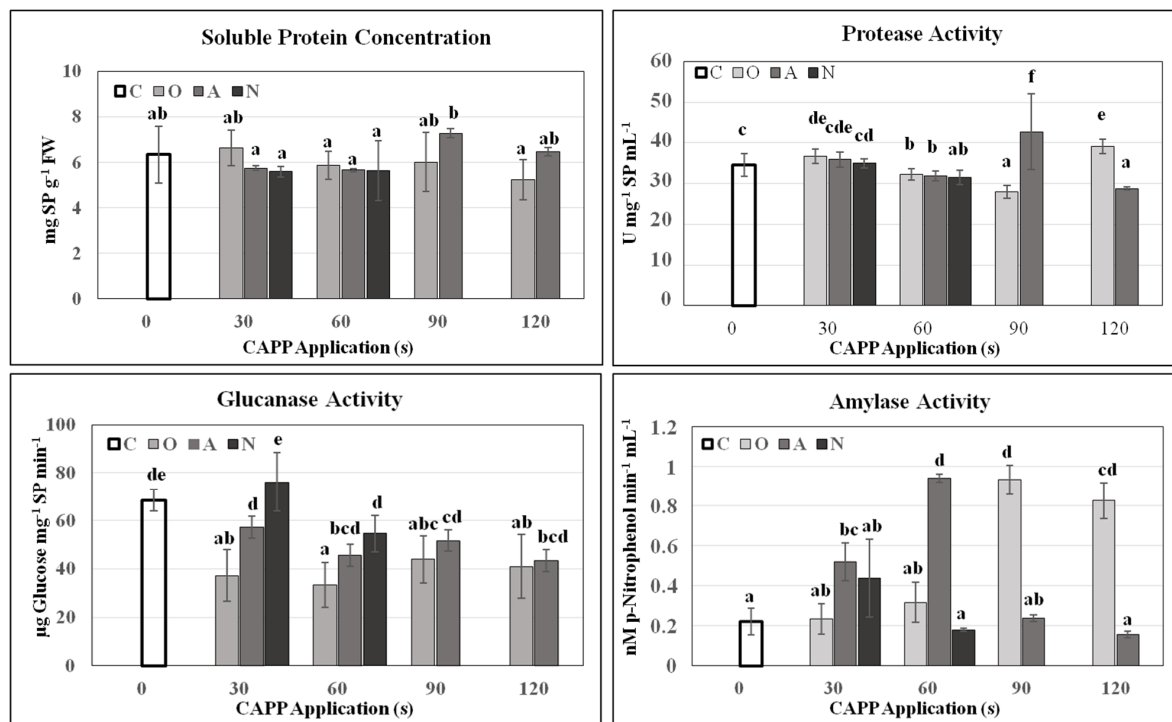 Soluble Protein Concentration
mg SP g⁻¹ FW
10
8
6
4
2
0
C O A N
ab
ab a a
a a a
ab b
a ab
0 30 60 90 120
CAPP Application (s)
Protease Activity
U mg⁻¹ SP mL⁻¹
60
50
40
30
20
10
0
C O A N
c
de cde cd
b b ab
a f
e a
0 30 60 90 120
CAPP Application (s)
Glucanase Activity
µg Glucose mg⁻¹ SP min⁻¹
100
80
60
40
20
0
C O A N
de
ab d e
a bcd d
abc cd
ab bcd
0 30 60 90 120
CAPP Application (s)
Amylase Activity
nM p-Nitrophenol min⁻¹ mL⁻¹
1.2
1
0.8
0.6
0.4
0.2
0
C O A N
a
ab bc ab
ab d a
d ab
cd a
0 30 60 90 120
CAPP Application (s)